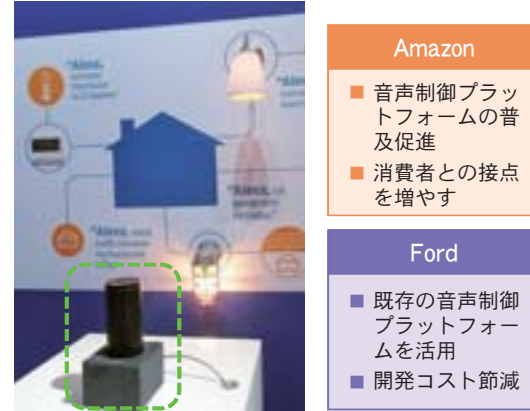 "Alexa,
"Alexa,
"Alexa,
Amazon
■ 音声制御プラッ
トフォームの普
及促進
■ 消費者との接点
を増やす
Ford
■ 既存の音声制御
プラットフォー
ムを活用
■ 開発コスト節減